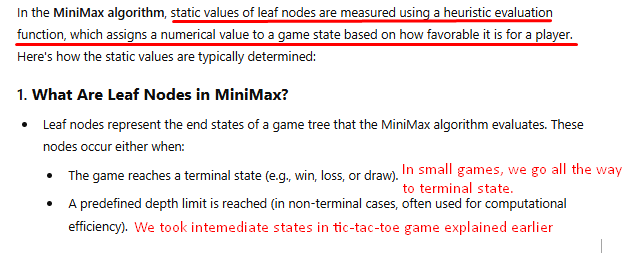 In the MiniMax algorithm, static values of leaf nodes are measured using a heuristic evaluation
function, which assigns a numerical value to a game state based on how favorable it is for a player.
Here's how the static values are typically determined:
1. What Are Leaf Nodes in MiniMax?
• Leaf nodes represent the end states of a game tree that the MiniMax algorithm evaluates. These
nodes occur either when:
• The game reaches a terminal state (e.g., win, loss, or draw). In small games, we go all the way
to terminal state.
• A predefined depth limit is reached (in non-terminal cases, often used for computational
efficiency). We took intemediate states in tic-tac-toe game explained earlier